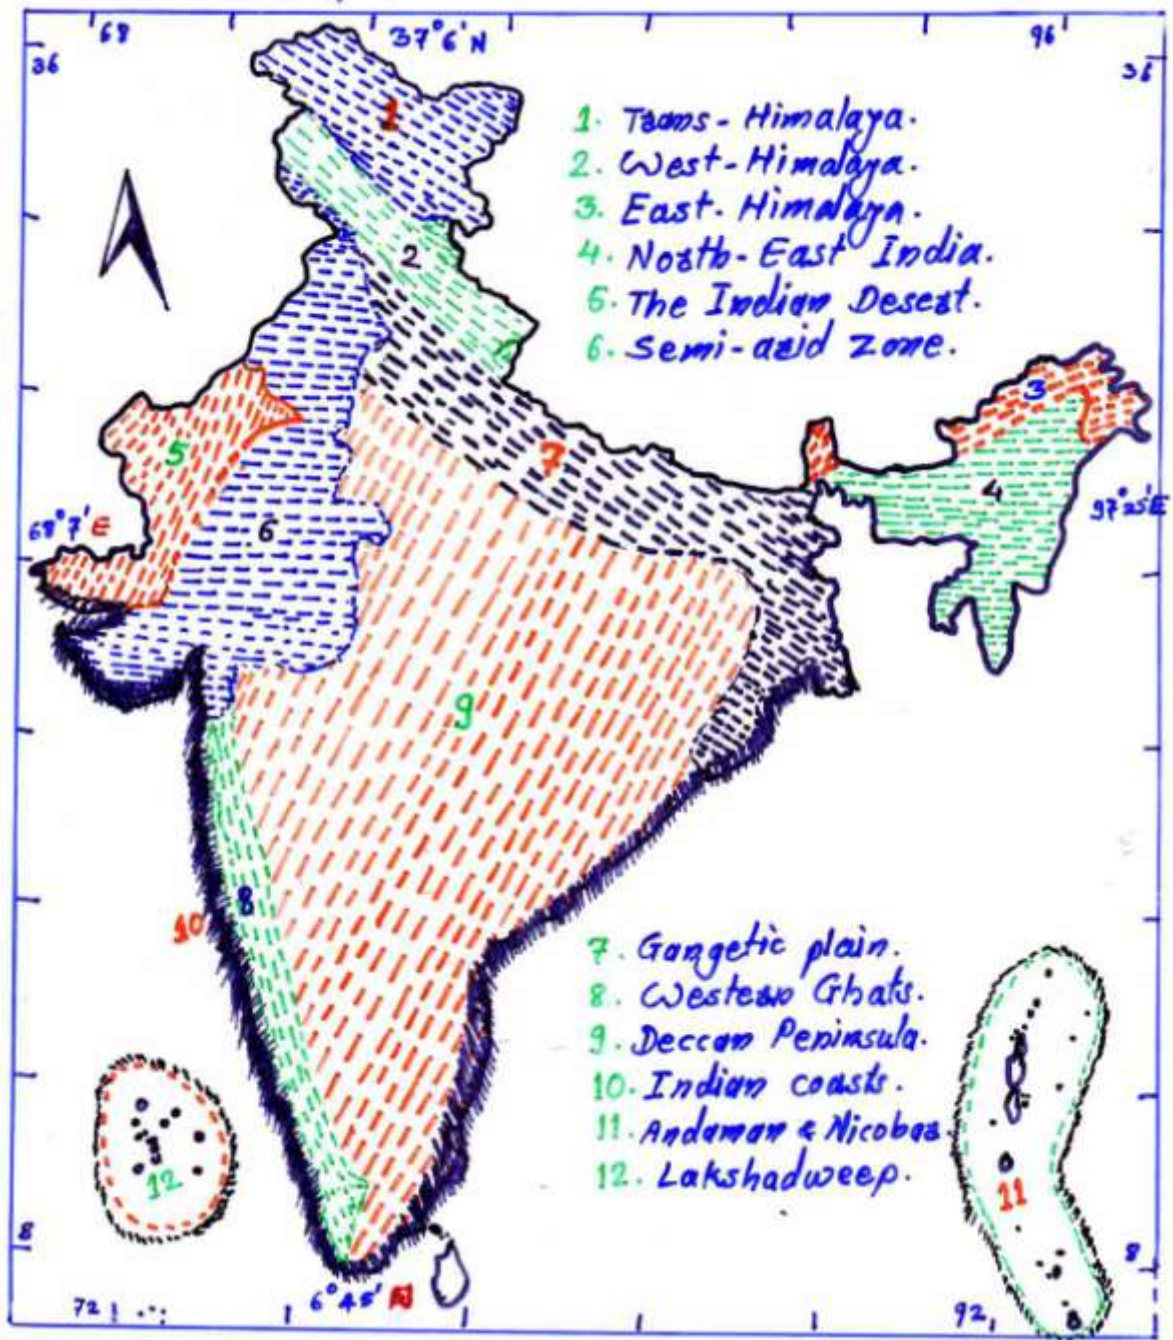 68
37°6' N
96
36
36
1
1. Trans-Himalaya.
2. West-Himalaya.
3. East-Himalaya.
4. North-East India.
5. The Indian Desert.
6. Semi-arid Zone.
2
3
5
7
4
68°7' E
97°25'E
6
9
8
10
7. Gangetic plain.
8. Western Ghats.
9. Deccan Peninsula.
10. Indian coasts.
11. Andaman & Nicobar
12. Lakshadweep.
12
11
8
8
72
6°45' N
92